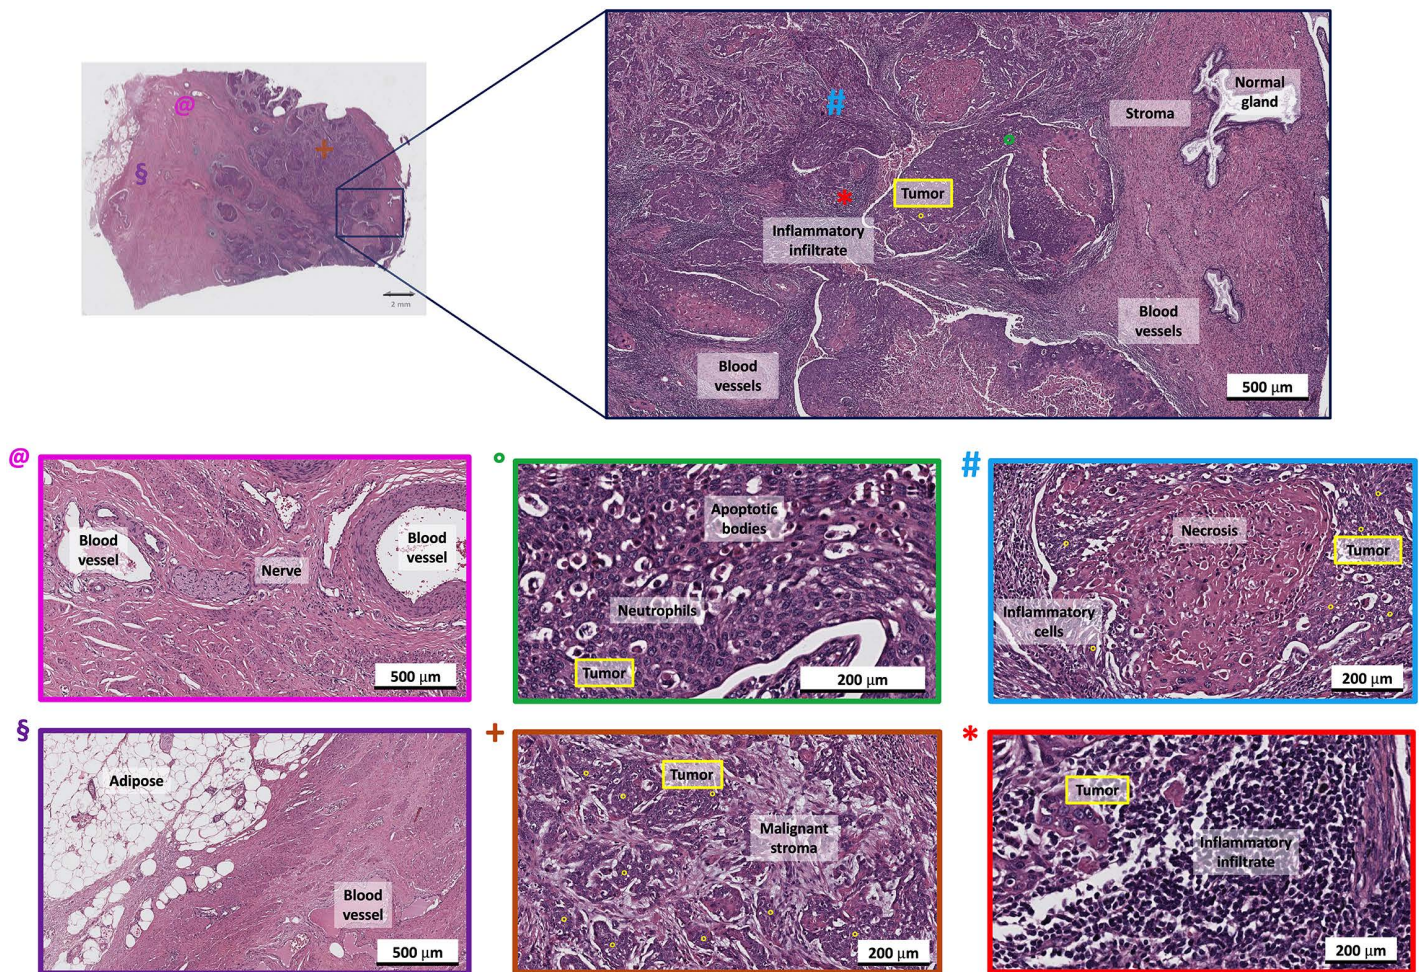 @
+
§
2 mm
#
°
*
Tumor
Inflammatory
infiltrate
Stroma
Normal
gland
Blood
vessels
Blood
vessels
500 μm
@
Blood
vessel
Nerve
Blood
vessel
500 μm
°
Apoptotic
bodies
Neutrophils
Tumor
200 μm
#
Necrosis
Tumor
Inflammatory
cells
200 μm
§
Adipose
Blood
vessel
500 μm
+
Tumor
Malignant
stroma
200 μm
*
Tumor
Inflammatory
infiltrate
200 μm